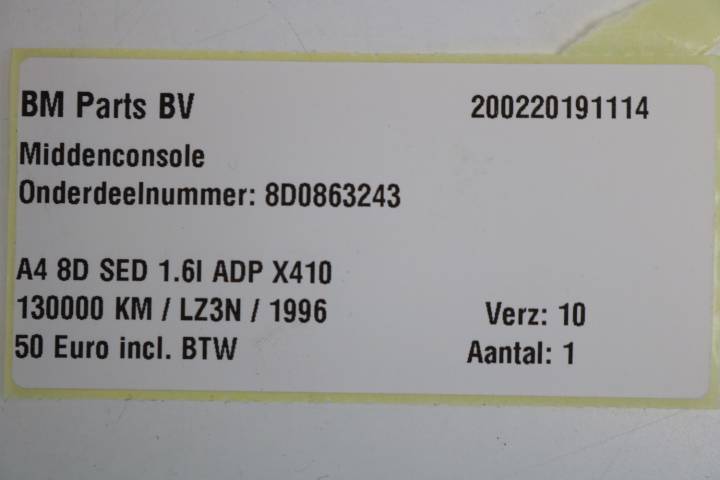 BM Parts BV 200220191114
Middenconsole
Onderdeelnummer: 8D0863243
A4 8D SED 1.6I ADP X410
130000 KM / LZ3N / 1996 Verz: 10
50 Euro incl. BTW Aantal: 1